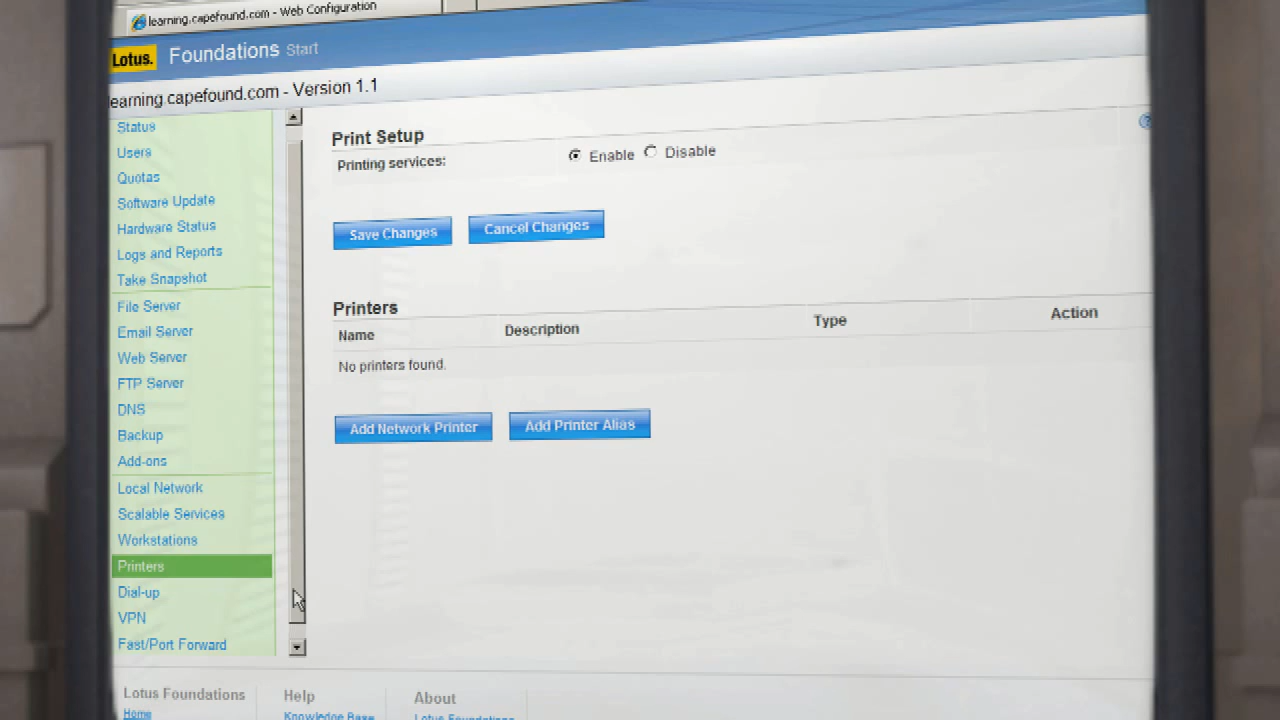 learning.capefound.com - Web Configuration
Lotus. Foundations Start
learning.capefound.com - Version 1.1
Status
Users
Quotas
Software Update
Hardware Status
Logs and Reports
Take Snapshot
File Server
Email Server
Web Server
FTP Server
DNS
Backup
Add-ons
Local Network
Scalable Services
Workstations
Printers
Dial-up
VPN
Fast/Port Forward
Print Setup
Printing services: Enable Disable
Save Changes Cancel Changes
Printers
Name Description Type Action
No printers found.
Add Network Printer Add Printer Alias
Lotus Foundations Help About
Home Knowledge Base Lotus Foundations